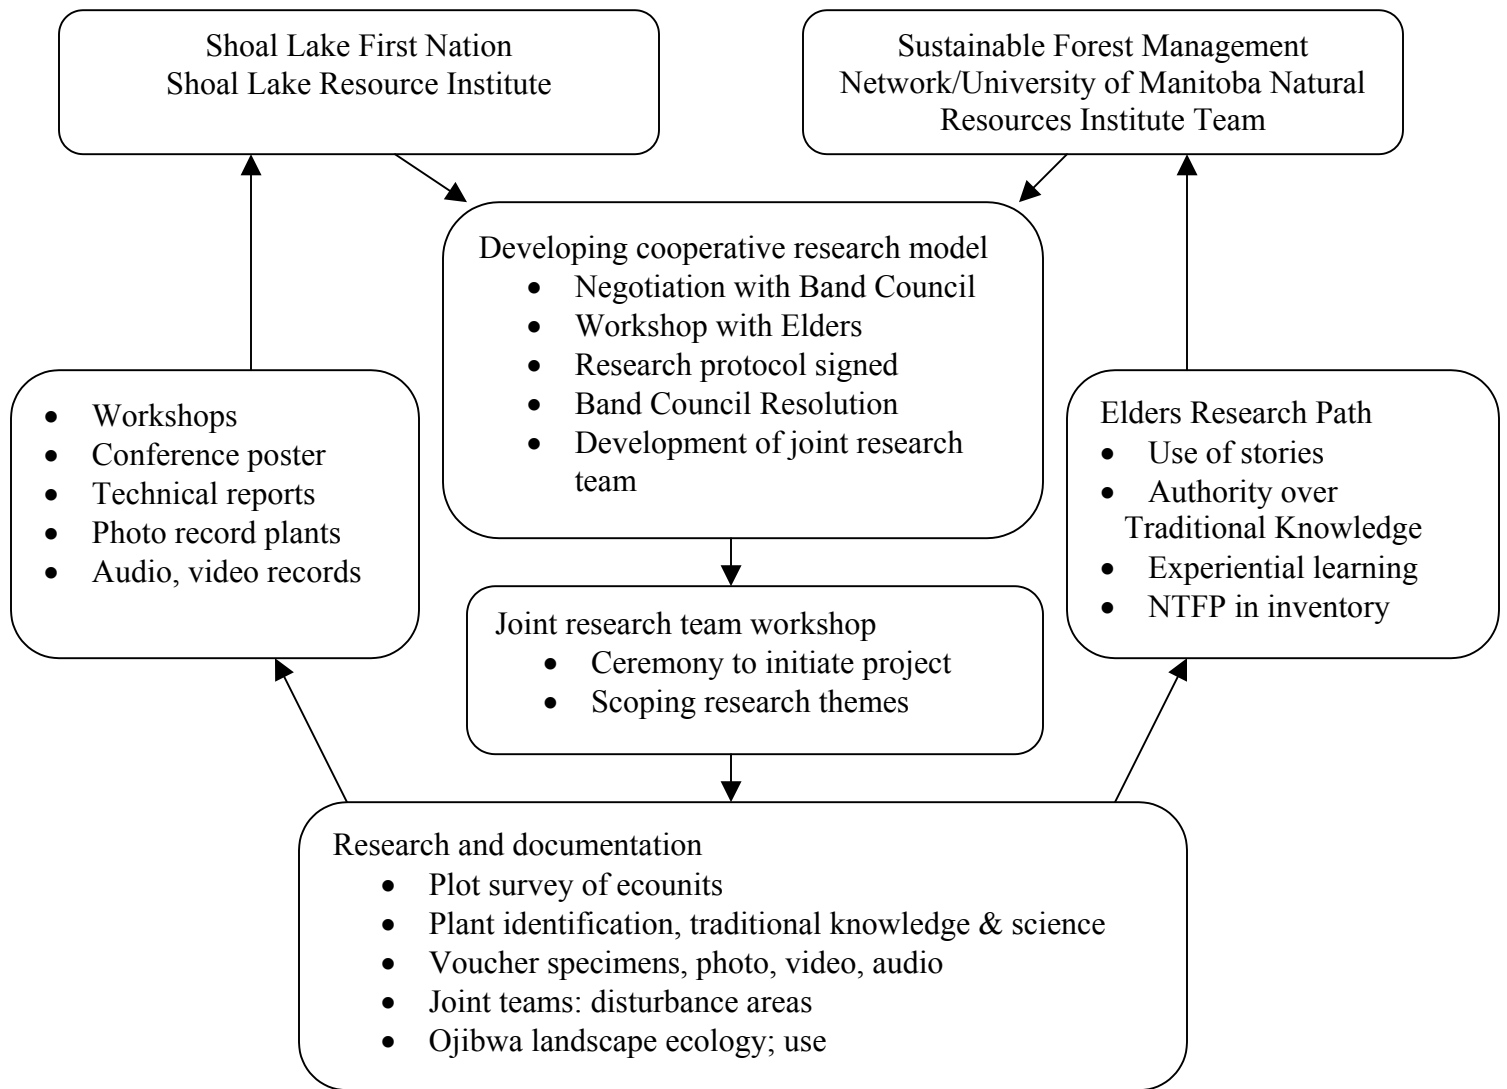 Shoal Lake First Nation
Shoal Lake Resource Institute
Sustainable Forest Management
Network/University of Manitoba Natural
Resources Institute Team
Developing cooperative research model
• Negotiation with Band Council
• Workshop with Elders
• Research protocol signed
• Band Council Resolution
• Development of joint research
team
• Workshops
• Conference poster
• Technical reports
• Photo record plants
• Audio, video records
Elders Research Path
• Use of stories
• Authority over
Traditional Knowledge
• Experiential learning
• NTFP in inventory
Joint research team workshop
• Ceremony to initiate project
• Scoping research themes
Research and documentation
• Plot survey of ecounits
• Plant identification, traditional knowledge & science
• Voucher specimens, photo, video, audio
• Joint teams: disturbance areas
• Ojibwa landscape ecology; use